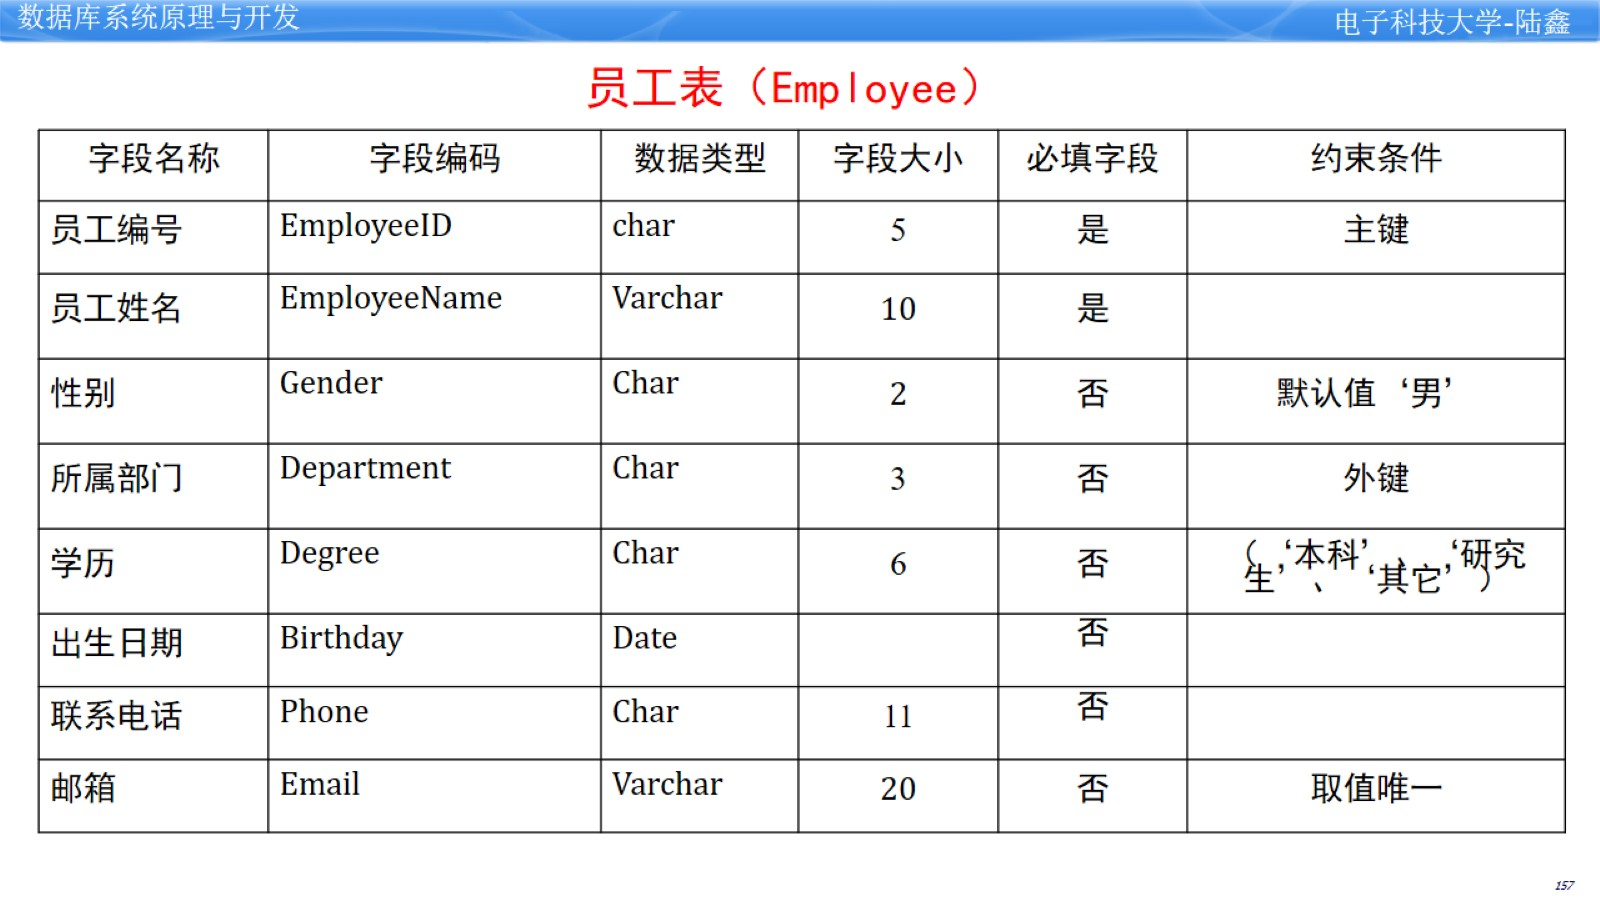 数据库系统原理与开发
电子科技大学-陆鑫
员工表（Employee）
字段名称 字段编码 数据类型 字段大小 必填字段 约束条件
员工编号 EmployeeID char 5 是 主键
员工姓名 EmployeeName Varchar 10 是
性别 Gender Char 2 否 默认值 ‘男’
所属部门 Department Char 3 否 外键
学历 Degree Char 6 否 （‘本科’、‘研究
生’、‘其它’）
出生日期 Birthday Date 否
联系电话 Phone Char 11 否
邮箱 Email Varchar 20 否 取值唯一
157